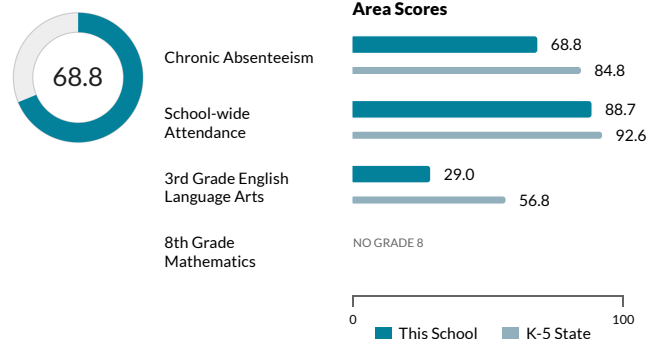 Area Scores
68.8
Chronic Absenteeism
68.8
84.8
School-wide
Attendance
88.7
92.6
3rd Grade English
Language Arts
29.0
56.8
8th Grade
Mathematics
NO GRADE 8
0
100
This School
K-5 State